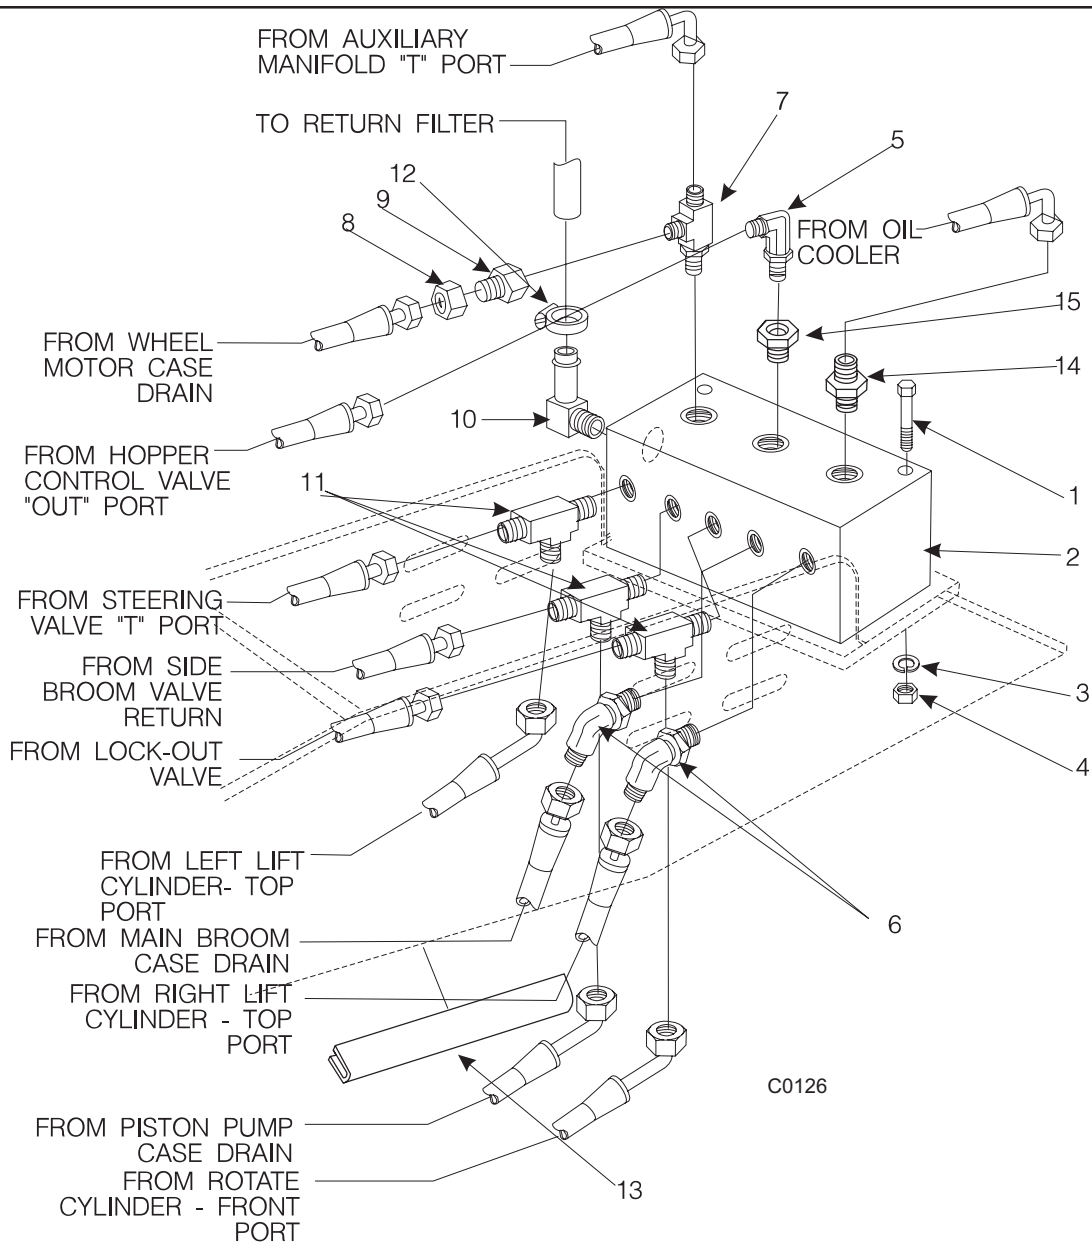 FROM AUXILIARY
MANIFOLD "T" PORT
7
TO RETURN FILTER
5
12
9
8
FROM OIL
COOLER
15
FROM WHEEL
MOTOR CASE
DRAIN
14
10
FROM HOPPER
CONTROL VALVE
"OUT" PORT
11
1
2
FROM STEERING
VALVE "T" PORT
FROM SIDE
BROOM VALVE
RETURN
3
FROM LOCK-OUT
VALVE
4
FROM LEFT LIFT
CYLINDER- TOP
PORT
6
FROM MAIN BROOM
CASE DRAIN
FROM RIGHT LIFT
CYLINDER - TOP
PORT
C0126
FROM PISTON PUMP
CASE DRAIN
FROM ROTATE
CYLINDER - FRONT
PORT
13